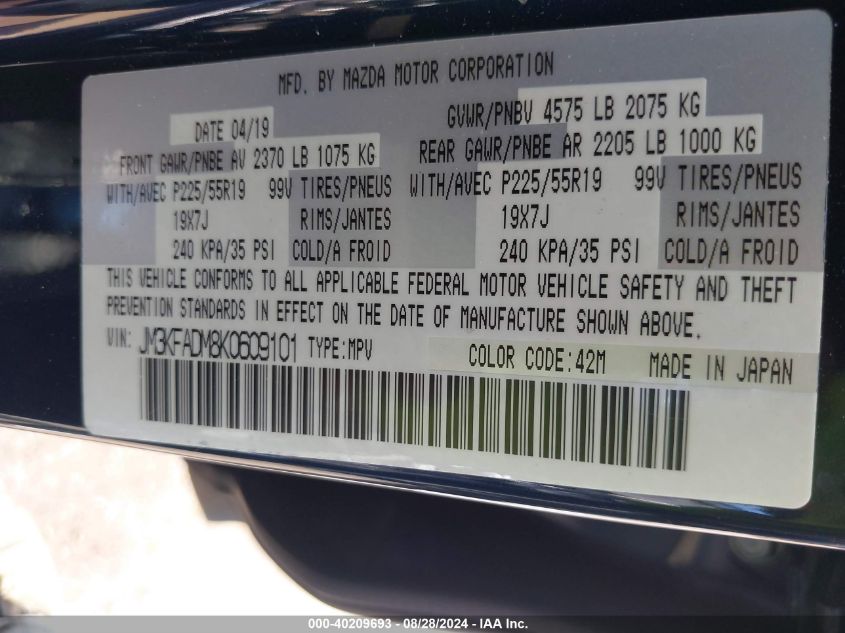 MFD. BY MAZDA MOTOR CORPORATION
DATE 04/19 GVWR/PNBV 4575 LB 2075 KG
FRONT GAWR/PNBE AV 2370 LB 1075 KG REAR GAWR/PNBE AR 2205 LB 1000 KG
WITH/AVEC P225/55R19 99V TIRES/PNEUS WITH/AVEC P225/55R19 99V TIRES/PNEUS
19X7J RIMS/JANTES 19X7J RIMS/JANTES
240 KPA/35 PSI COLD/A FROID 240 KPA/35 PSI COLD/A FROID
THIS VEHICLE CONFORMS TO ALL APPLICABLE FEDERAL MOTOR VEHICLE SAFETY AND THEFT
PREVENTION STANDARDS IN EFFECT ON THE DATE OF MANUFACTURE SHOWN ABOVE.
VIN: JM3KFADM8K0609101 TYPE:MPV COLOR CODE:42M MADE IN JAPAN
000-40209693 - 08/28/2024 - IAA Inc.